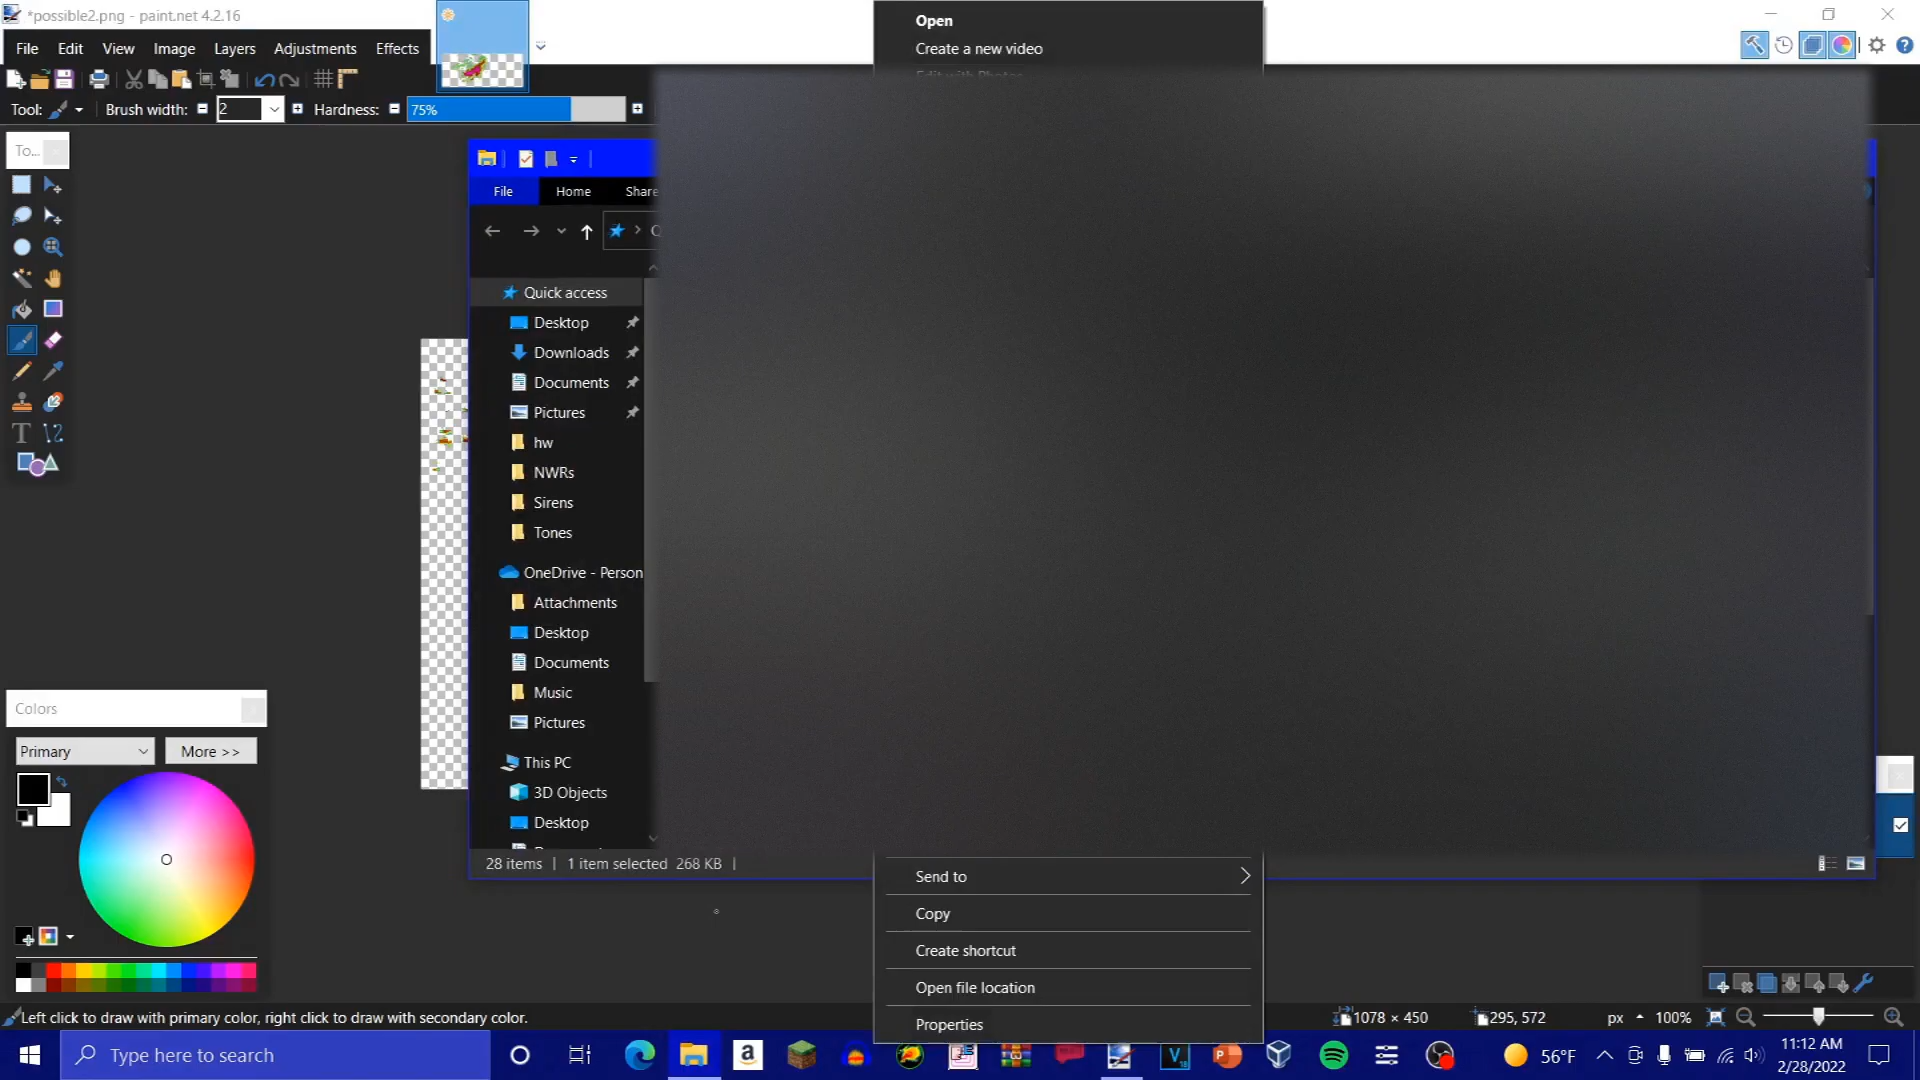 *possible2.png - paint.net 4.2.16
File Edit View Image Layers Adjustments Effects
Tool: Brush width: 2 Hardness: 75%
To...
Open
Create a new video
Edit with Photos
File Home Share
Quick access
Desktop
Downloads
Documents
Pictures
hw
NWRs
Sirens
Tones
OneDrive - Person
Attachments
Desktop
Documents
Music
Pictures
This PC
3D Objects
Desktop
28 items 1 item selected 268 KB
Send to
Copy
Create shortcut
Open file location
Properties
Colors
Primary More >>
Left click to draw with primary color, right click to draw with secondary color.
1078 × 450 295, 572 px 100%
Type here to search
56°F
11:12 AM
2/28/2022